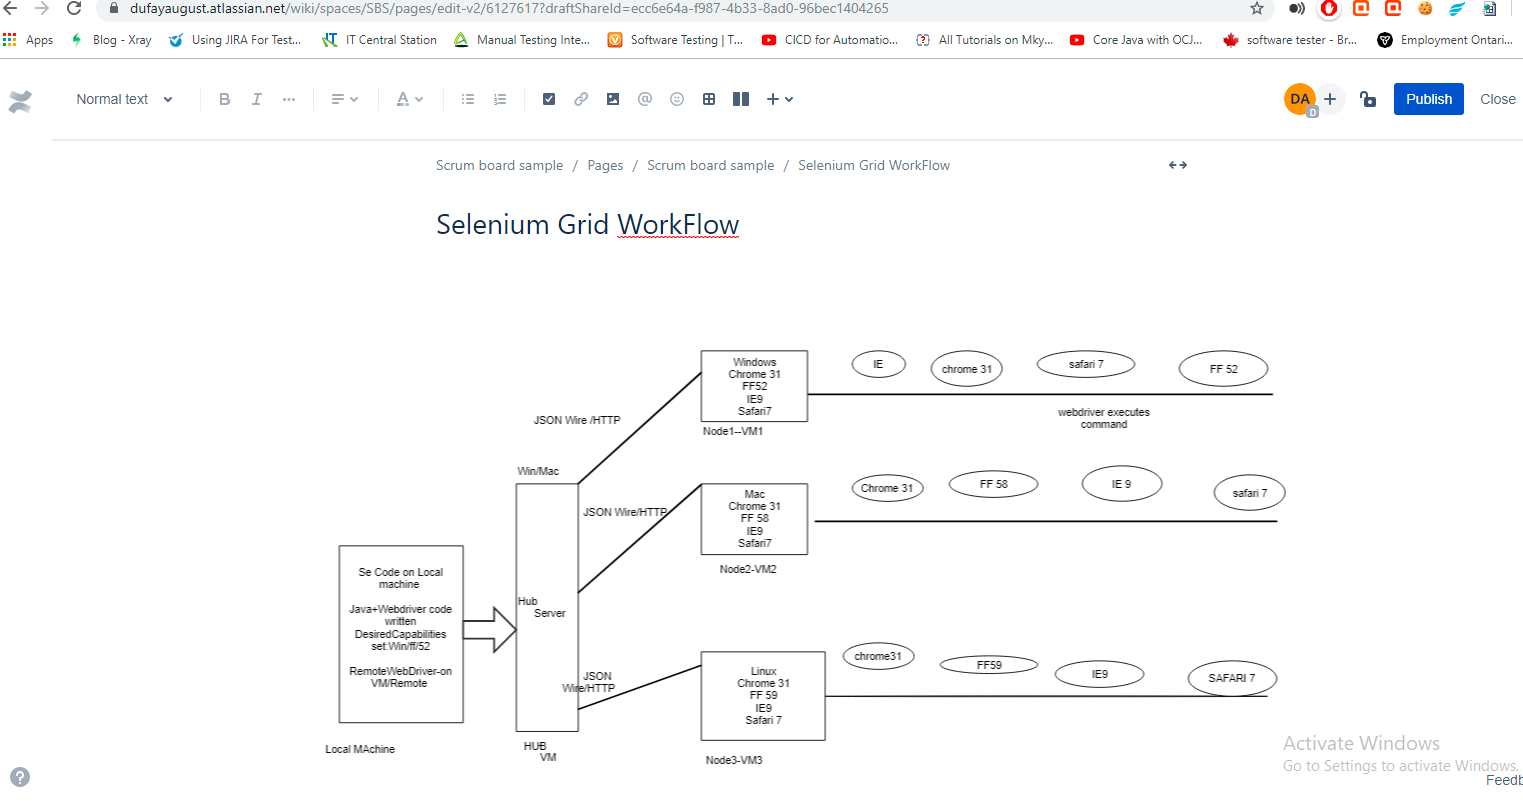 dufayaugust.atlassian.net/wiki/spaces/SBS/pages/edit-v2/6127617?draftShareId=ecc6e64a-f987-4b33-8ad0-96bec1404265
Apps Blog - Xray Using JIRA For Test... IT Central Station Manual Testing Inte... Software Testing | T... CICD for Automatio... All Tutorials on Mky... Core Java with OCJ... software tester - Br... Employment Ontari...
Normal text B I ... A @ DA D Publish Close
Scrum board sample / Pages / Scrum board sample / Selenium Grid WorkFlow
Selenium Grid WorkFlow
Windows
Chrome 31
FF52
IE9
Safari7
Node1--VM1
IE
chrome 31
safari 7
FF 52
webdriver executes
command
JSON Wire /HTTP
Win/Mac
JSON Wire/HTTP
Mac
Chrome 31
FF 58
IE9
Safari7
Node2-VM2
Chrome 31
FF 58
IE 9
safari 7
Se Code on Local
machine
Java+Webdriver code
written
DesiredCapabilities
set:Win/ff/52
RemoteWebDriver-on
VM/Remote
Local MAchine
Hub
Server
HUB
VM
JSON
Wire/HTTP
Linux
Chrome 31
FF 59
IE9
Safari 7
Node3-VM3
chrome31
FF59
IE9
SAFARI 7
Activate Windows
Go to Settings to activate Windows.
Feedb